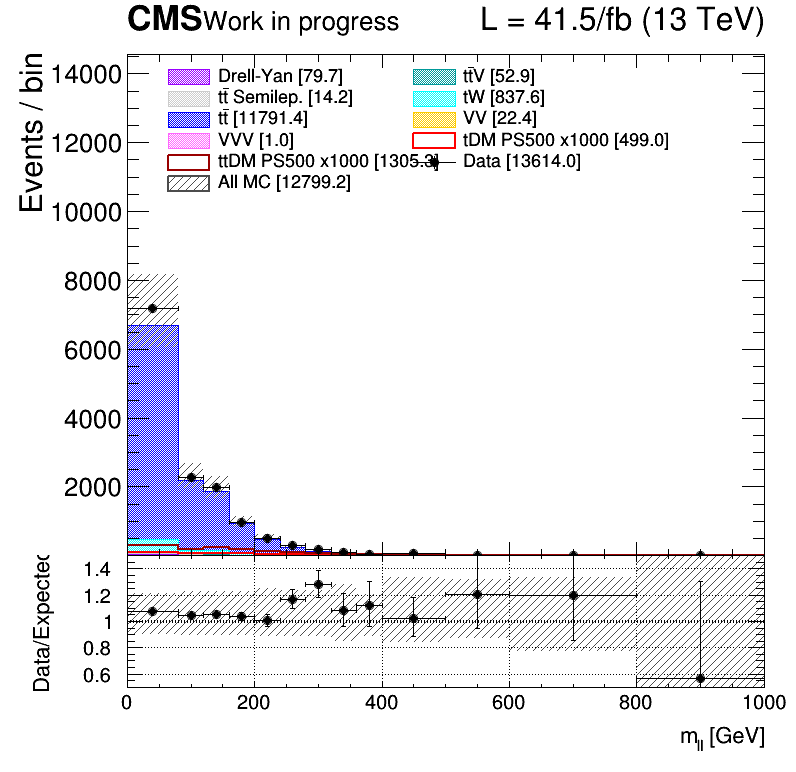 CMS Work in progress L = 41.5/fb (13 TeV)
Events / bin
14000
12000
10000
8000
6000
4000
2000
Drell-Yan [79.7]
tt̄ Semilep. [14.2]
tt̄ [11791.4]
VVV [1.0]
ttDM PS500 x1000 [1305.3]
All MC [12799.2]
tt̄V [52.9]
tW [837.6]
VV [22.4]
tDM PS500 x1000 [499.0]
Data [13614.0]
Data/Expected
1.4
1.2
1
0.8
0.6
0 200 400 600 800 1000
m_ll [GeV]